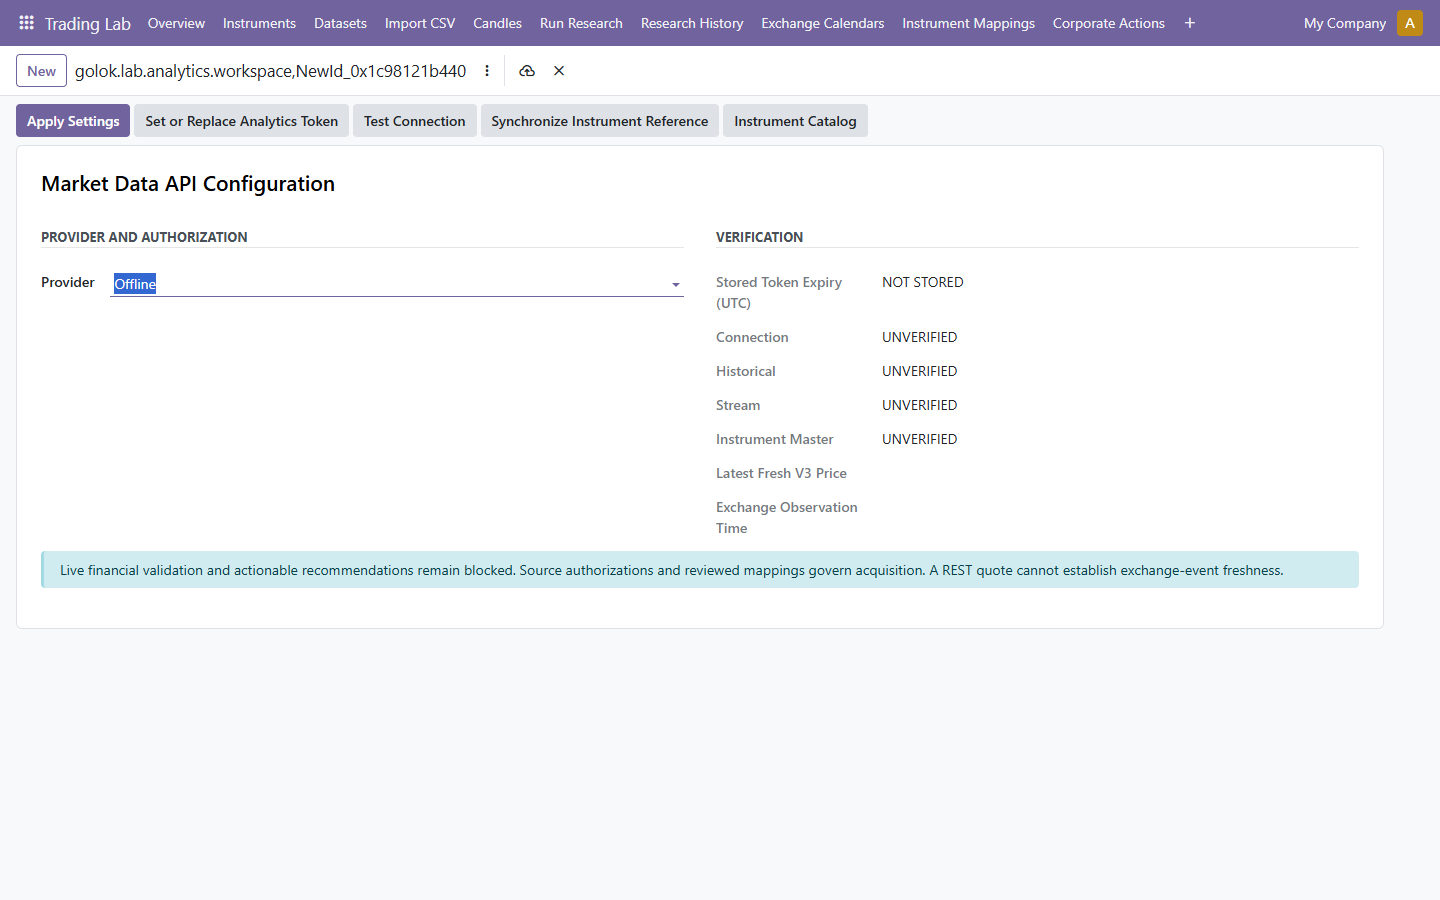 Trading Lab Overview Instruments Datasets Import CSV Candles Run Research Research History Exchange Calendars Instrument Mappings Corporate Actions + My Company A
New golok.lab.analytics.workspace,NewId_0x1c98121b440
Apply Settings Set or Replace Analytics Token Test Connection Synchronize Instrument Reference Instrument Catalog
Market Data API Configuration
PROVIDER AND AUTHORIZATION
Provider Offline
VERIFICATION
Stored Token Expiry NOT STORED
(UTC)
Connection UNVERIFIED
Historical UNVERIFIED
Stream UNVERIFIED
Instrument Master UNVERIFIED
Latest Fresh V3 Price
Exchange Observation
Time
Live financial validation and actionable recommendations remain blocked. Source authorizations and reviewed mappings govern acquisition. A REST quote cannot establish exchange-event freshness.